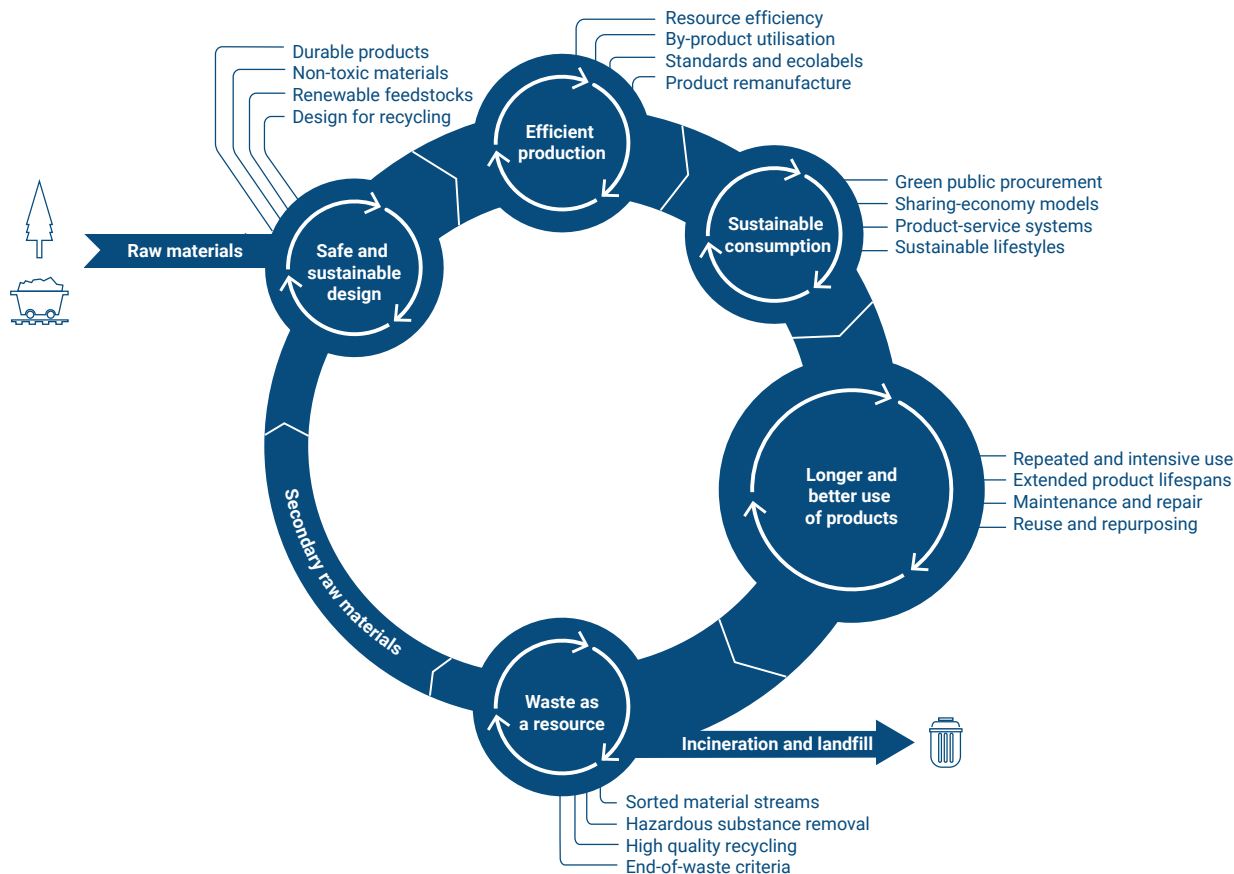 Resource efficiency
By-product utilisation
Standards and ecolabels
Product remanufacture
Durable products
Non-toxic materials
Renewable feedstocks
Design for recycling
Efficient
production
Green public procurement
Sharing-economy models
Product-service systems
Sustainable lifestyles
Sustainable
consumption
Raw materials
Safe and
sustainable
design
Repeated and intensive use
Extended product lifespans
Maintenance and repair
Reuse and repurposing
Longer and
better use
of products
Secondary raw materials
Waste as
a resource
Incineration and landfill
Sorted material streams
Hazardous substance removal
High quality recycling
End-of-waste criteria